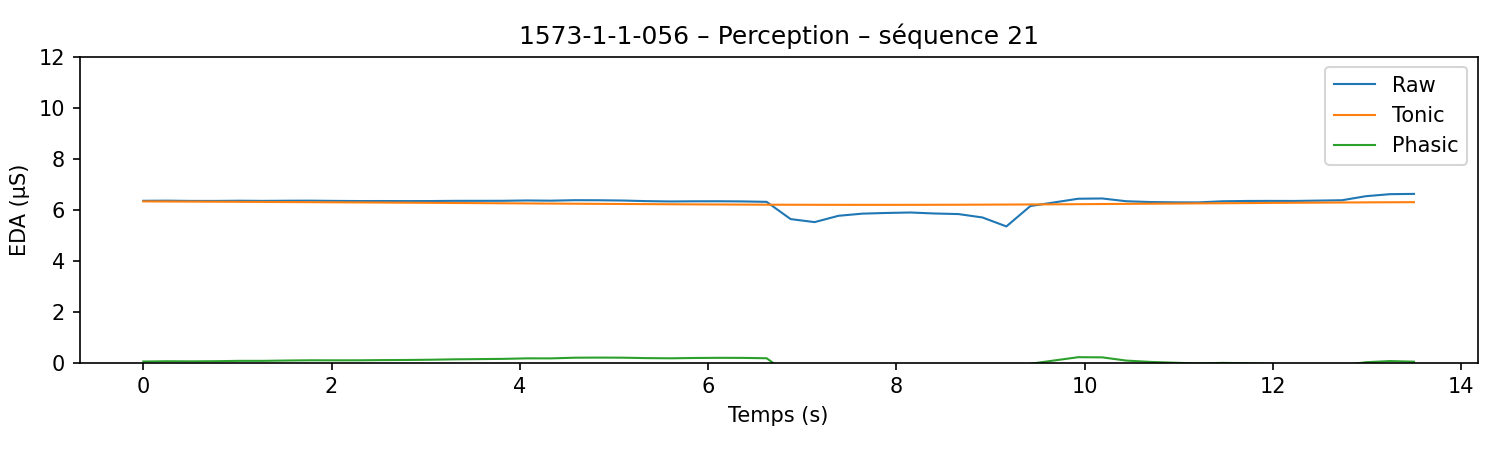 1573-1-1-056 – Perception – séquence 21
EDA (µS)
12
10
8
6
4
2
0
Raw
Tonic
Phasic
0 2 4 6 8 10 12 14
Temps (s)